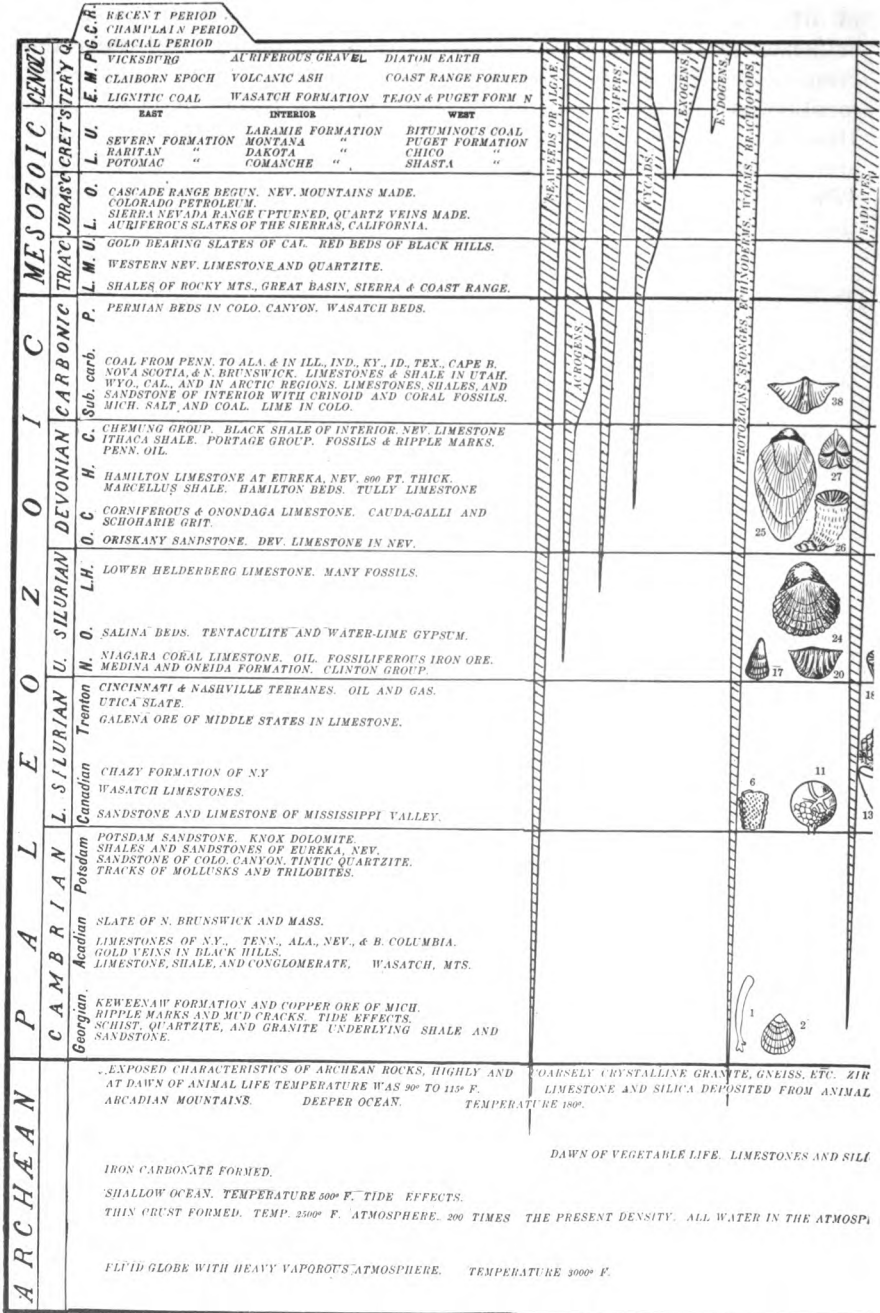 RECENT PERIOD
CHAMPLAIN PERIOD
GLACIAL PERIOD
P.G.C.R.
CENOZ'C
TERY Q.
E. M.
VICKSBURG AURIFEROUS GRAVEL DIATOM EARTH
CLAIBORN EPOCH VOLCANIC ASH COAST RANGE FORMED
LIGNITIC COAL WASATCH FORMATION TEJON & PUGET FORM N
MESOZOIC
CRET'S
L. U.
EAST INTERIOR WEST
LARAMIE FORMATION BITUMINOUS COAL
SEVERN FORMATION MONTANA " PUGET FORMATION
RARITAN " DAKOTA " CHICO "
POTOMAC " COMANCHE " SHASTA "
JURAS'C
L. O.
CASCADE RANGE BEGUN. NEV. MOUNTAINS MADE.
COLORADO PETROLEUM.
SIERRA NEVADA RANGE UPTURNED, QUARTZ VEINS MADE.
AURIFEROUS SLATES OF THE SIERRAS, CALIFORNIA.
TRIA'C
L. M. U.
GOLD BEARING SLATES OF CAL. RED BEDS OF BLACK HILLS.
WESTERN NEV. LIMESTONE AND QUARTZITE.
SHALES OF ROCKY MTS., GREAT BASIN, SIERRA & COAST RANGE.
PALEOZOIC
CARBONIC
Sub. carb. P.
PERMIAN BEDS IN COLO. CANYON. WASATCH BEDS.
COAL FROM PENN. TO ALA. & IN ILL., IND., KY., ID., TEX., CAPE B.
NOVA SCOTIA, & N. BRUNSWICK. LIMESTONES & SHALE IN UTAH.
WYO., CAL., AND IN ARCTIC REGIONS. LIMESTONES, SHALES, AND
SANDSTONE OF INTERIOR WITH CRINOID AND CORAL FOSSILS.
MICH. SALT AND COAL. LIME IN COLO.
DEVONIAN
O. C H. C.
CHEMUNG GROUP. BLACK SHALE OF INTERIOR. NEV. LIMESTONE
ITHACA SHALE. PORTAGE GROUP. FOSSILS & RIPPLE MARKS.
PENN. OIL.
HAMILTON LIMESTONE AT EUREKA, NEV. 800 FT. THICK.
MARCELLUS SHALE. HAMILTON BEDS. TULLY LIMESTONE
CORNIFEROUS & ONONDAGA LIMESTONE. CAUDA-GALLI AND
SCHOHARIE GRIT.
ORISKANY SANDSTONE. DEV. LIMESTONE IN NEV.
U. SILURIAN
N. O. L.H.
LOWER HELDERBERG LIMESTONE. MANY FOSSILS.
SALINA BEDS. TENTACULITE AND WATER-LIME GYPSUM.
NIAGARA CORAL LIMESTONE. OIL. FOSSILIFEROUS IRON ORE.
MEDINA AND ONEIDA FORMATION. CLINTON GROUP.
L. SILURIAN
Canadian Trenton
CINCINNATI & NASHVILLE TERRANES. OIL AND GAS.
UTICA SLATE.
GALENA ORE OF MIDDLE STATES IN LIMESTONE.
CHAZY FORMATION OF N.Y
WASATCH LIMESTONES.
SANDSTONE AND LIMESTONE OF MISSISSIPPI VALLEY.
CAMBRIAN
Georgian. Acadian Potsdam
POTSDAM SANDSTONE. KNOX DOLOMITE.
SHALES AND SANDSTONES OF EUREKA, NEV.
SANDSTONE OF COLO. CANYON. TINTIC QUARTZITE.
TRACKS OF MOLLUSKS AND TRILOBITES.
SLATE OF N. BRUNSWICK AND MASS.
LIMESTONES OF N.Y., TENN., ALA., NEV., & B. COLUMBIA.
GOLD VEINS IN BLACK HILLS.
LIMESTONE, SHALE, AND CONGLOMERATE, WASATCH, MTS.
KEWEENAW FORMATION AND COPPER ORE OF MICH.
RIPPLE MARKS AND MUD CRACKS. TIDE EFFECTS.
SCHIST, QUARTZITE, AND GRANITE UNDERLYING SHALE AND
SANDSTONE.
SEAWEEDS OR ALGAE.
ACROGENS.
CONIFERS.
CYCADS.
EXOGENS.
ENDOGENS.
PROTOZOANS, SPONGES, ECHINODERMS, WORMS, BRACHIOPODS.
RADIATES.
38
27
25
26
24
17 20 18
6 11
13
1 2
ARCHÆAN
EXPOSED CHARACTERISTICS OF ARCHEAN ROCKS, HIGHLY AND COARSELY CRYSTALLINE GRANITE, GNEISS, ETC. ZIR
AT DAWN OF ANIMAL LIFE TEMPERATURE WAS 90° TO 115° F. LIMESTONE AND SILICA DEPOSITED FROM ANIMAL
ARCADIAN MOUNTAINS. DEEPER OCEAN. TEMPERATURE 180°.
DAWN OF VEGETABLE LIFE. LIMESTONES AND SILI
IRON CARBONATE FORMED.
SHALLOW OCEAN. TEMPERATURE 500° F. TIDE EFFECTS.
THIN CRUST FORMED. TEMP. 2500° F. ATMOSPHERE. 200 TIMES THE PRESENT DENSITY. ALL WATER IN THE ATMOSP
FLUID GLOBE WITH HEAVY VAPOROUS ATMOSPHERE. TEMPERATURE 3000° F.